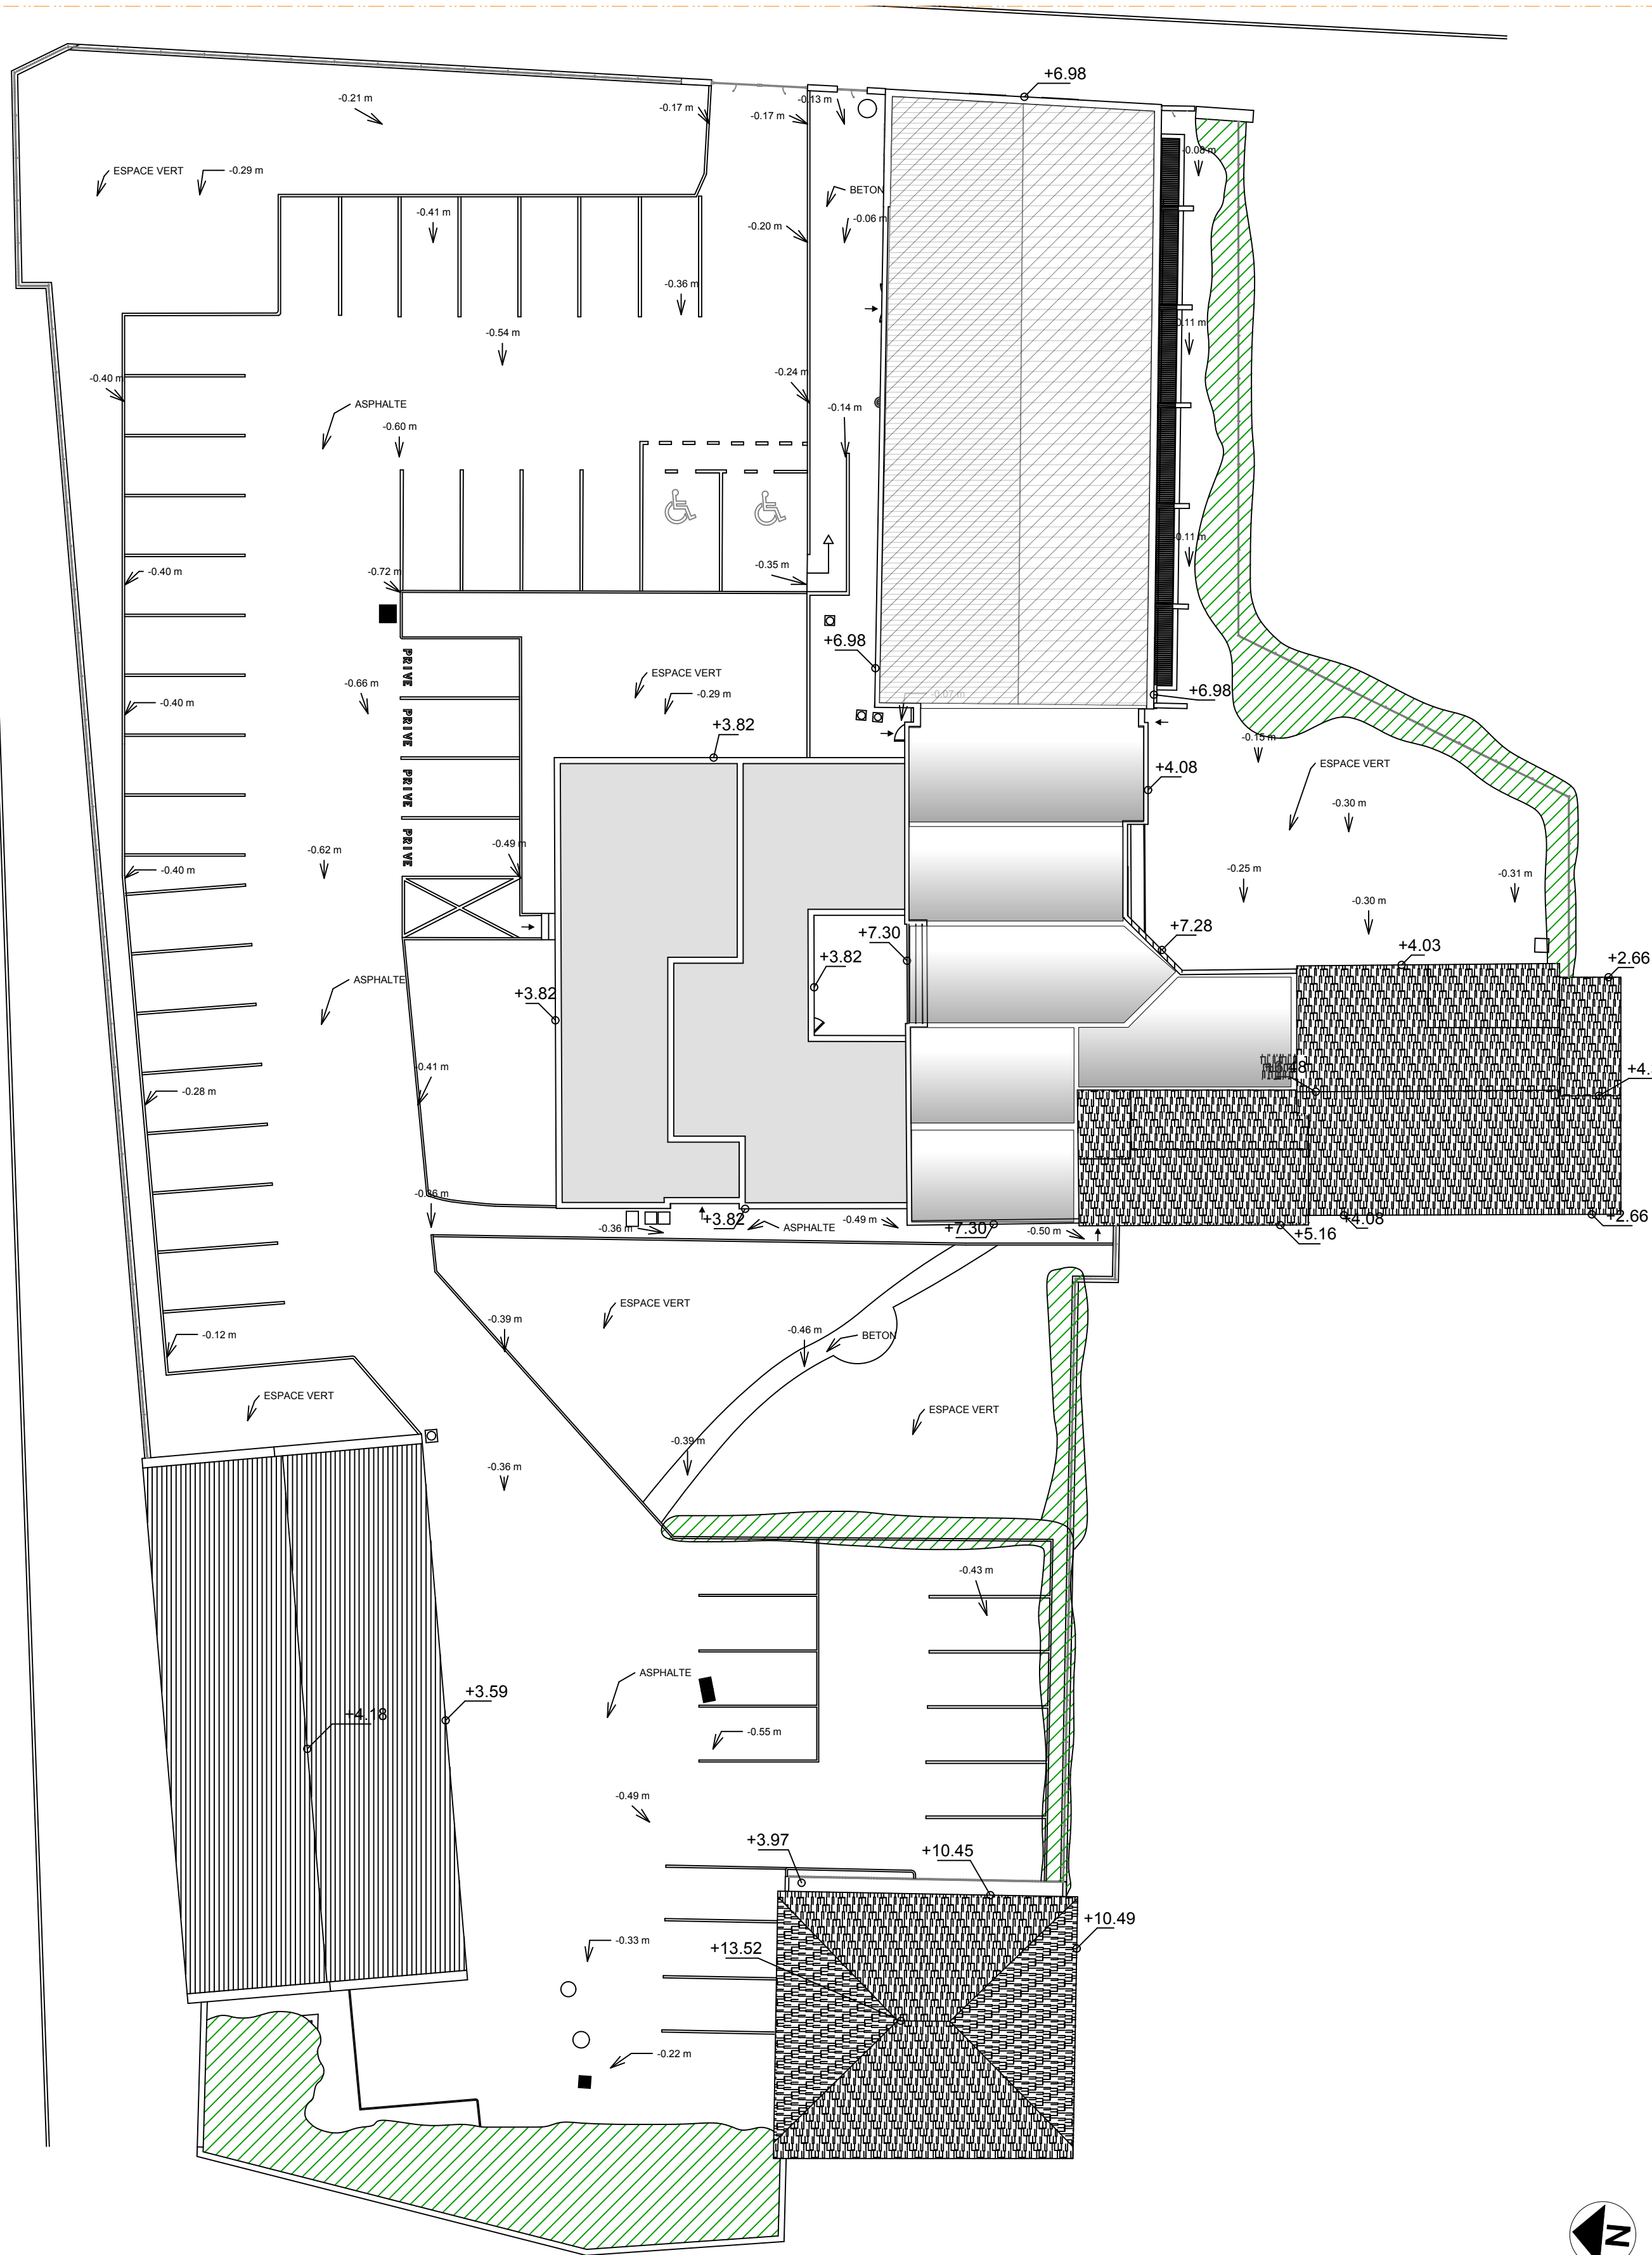 +6.98
-0.21 m
-0.17 m
-0.13 m
-0.17 m
-0.08 m
ESPACE VERT
-0.29 m
BETON
-0.41 m
-0.20 m
-0.06 m
-0.36 m
-0.54 m
-0.11 m
-0.40 m
-0.24 m
ASPHALTE
-0.14 m
-0.60 m
-0.11 m
-0.40 m
-0.72 m
-0.35 m
+6.98
PRIVE
ESPACE VERT
-0.66 m
-0.29 m
-0.07 m
+6.98
-0.40 m
PRIVE
+3.82
-0.15 m
ESPACE VERT
+4.08
PRIVE
-0.30 m
PRIVE
-0.62 m
-0.49 m
-0.40 m
-0.25 m
-0.31 m
-0.30 m
+7.30
+7.28
+4.03
+3.82
+2.66
ASPHALTE
+3.82
-0.41 m
-0.28 m
-0.36 m
-0.36 m
+3.82
ASPHALTE
-0.49 m
+7.30
-0.50 m
+5.16
+4.08
+2.66
ESPACE VERT
-0.39 m
-0.46 m
BETON
-0.12 m
ESPACE VERT
ESPACE VERT
-0.39 m
-0.36 m
-0.43 m
ASPHALTE
+3.59
+4.18
-0.55 m
-0.49 m
+3.97
+10.45
+10.49
-0.33 m
+13.52
-0.22 m
N